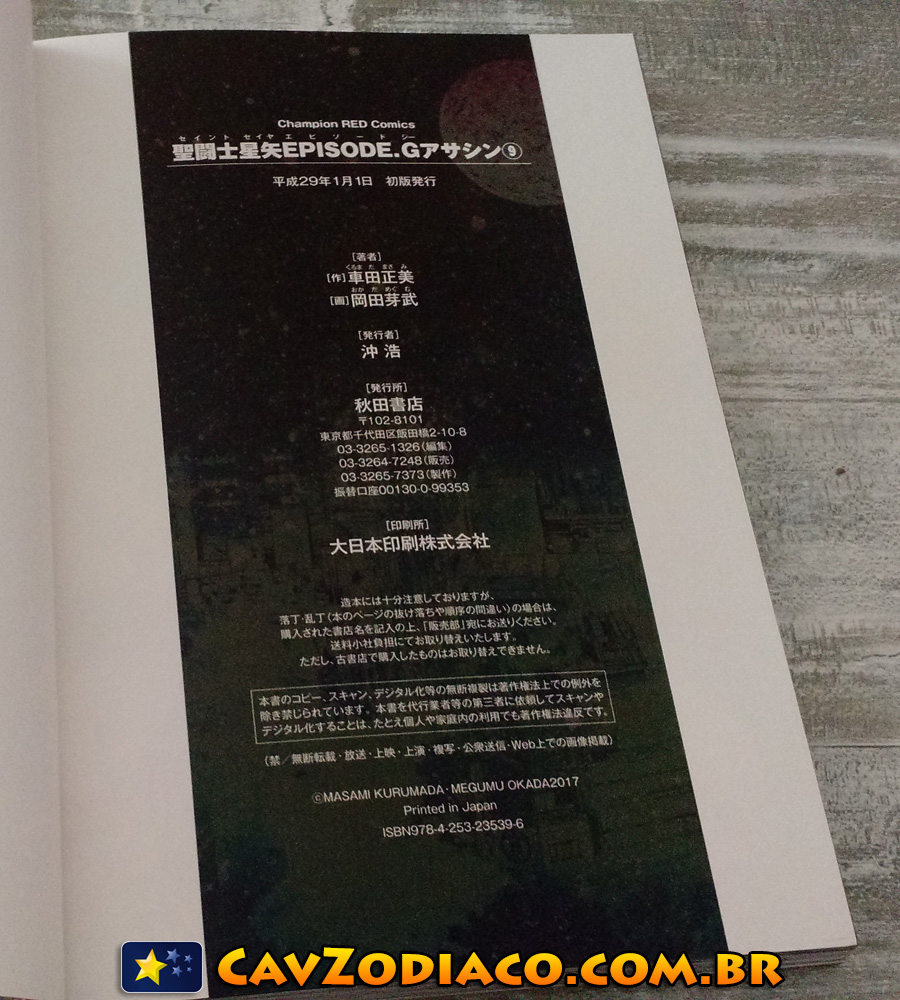 Champion RED Comics
セイント セイヤ エピソードジー
聖闘士星矢EPISODE.Gアサシン⑨
平成29年1月1日　初版発行
[著者]
くるま だ まさ み
[作]車田正美
おか だ めぐ む
[画]岡田芽武
[発行者]
沖 浩
[発行所]
秋田書店
〒102-8101
東京都千代田区飯田橋2-10-8
03-3265-1326(編集)
03-3264-7248(販売)
03-3265-7373(製作)
振替口座00130-0-99353
[印刷所]
大日本印刷株式会社
造本には十分注意しておりますが、
落丁・乱丁(本のページの抜け落ちや順序の間違い)の場合は、
購入された書店名を記入の上、「販売部」宛にお送りください。
送料小社負担にてお取り替えいたします。
ただし、古書店で購入したものはお取り替えできません。
本書のコピー、スキャン、デジタル化等の無断複製は著作権法上での例外を
除き禁じられています。本書を代行業者等の第三者に依頼してスキャンや
デジタル化することは、たとえ個人や家庭内の利用でも著作権法違反です。
(禁／無断転載・放送・上映・上演・複写・公衆送信・Web上での画像掲載)
©MASAMI KURUMADA・MEGUMU OKADA2017
Printed in Japan
ISBN978-4-253-23539-6
CavZodiaco.com.br